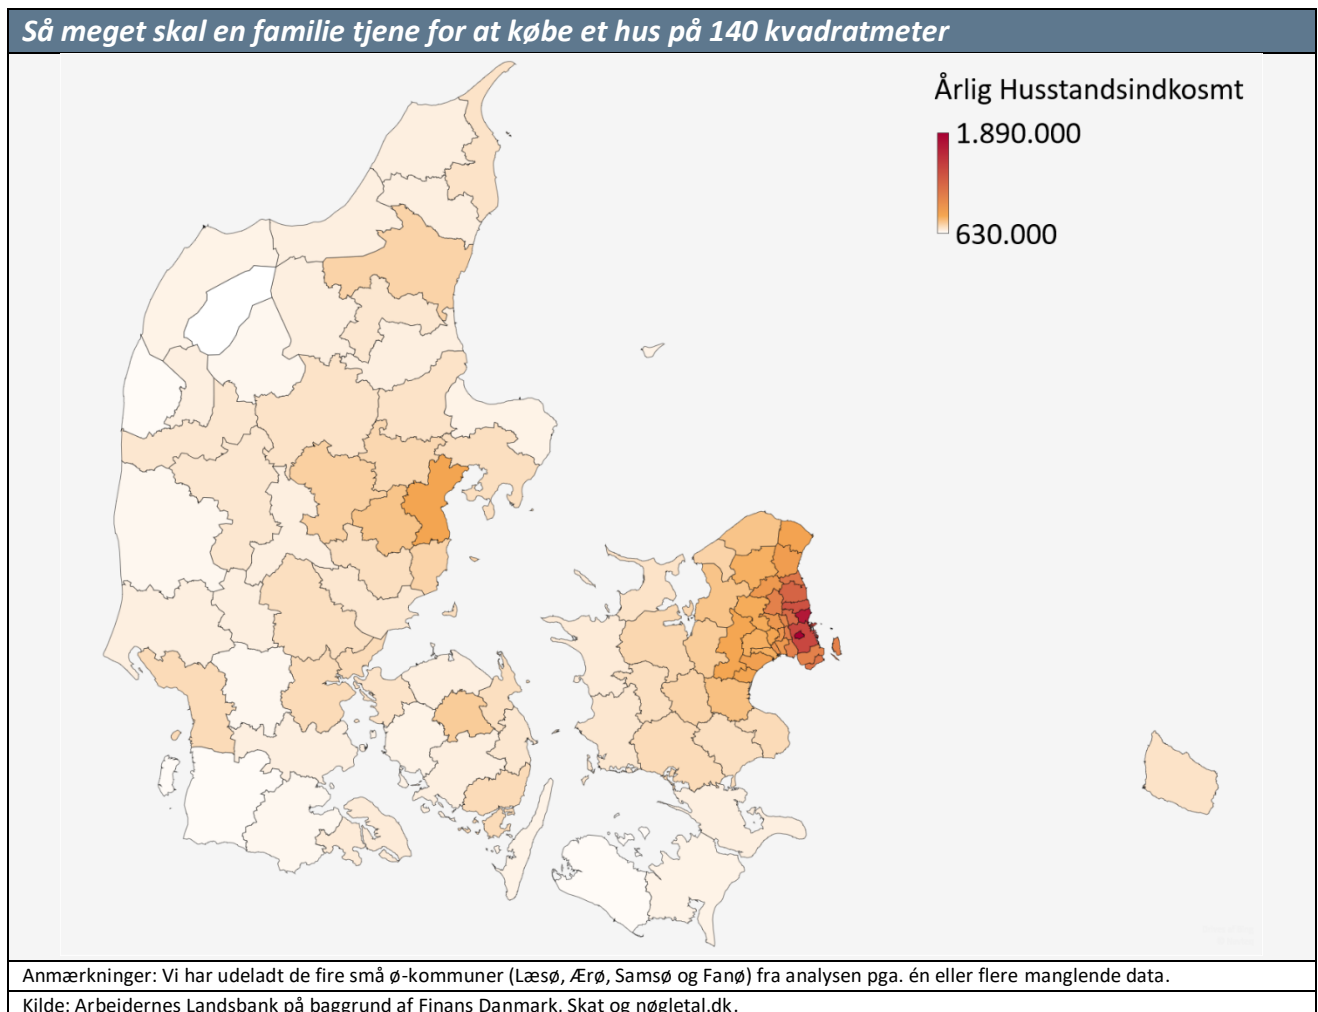 Så meget skal en familie tjene for at købe et hus på 140 kvadratmeter
Årlig Husstandsindkosmt
1.890.000
630.000
Anmærkninger: Vi har udeladt de fire små ø-kommuner (Læsø, Ærø, Samsø og Fanø) fra analysen pga. én eller flere manglende data.
Kilde: Arbejdernes Landsbank på baggrund af Finans Danmark, Skat og nøgletal.dk.